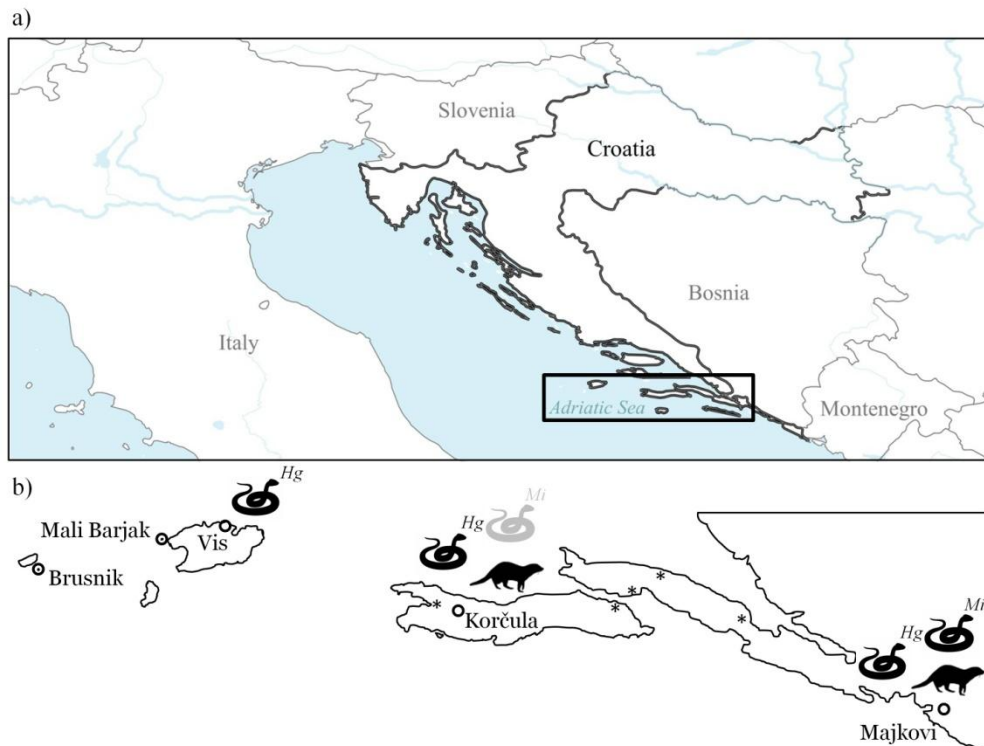 a)
Slovenia
Croatia
Bosnia
Italy
Adriatic Sea
Montenegro
b)
Hg
Mi
Mali Barjak
Vis
Hg
Brusnik
*
*
*
*
*
Korčula
Mi
Hg
Majkovi